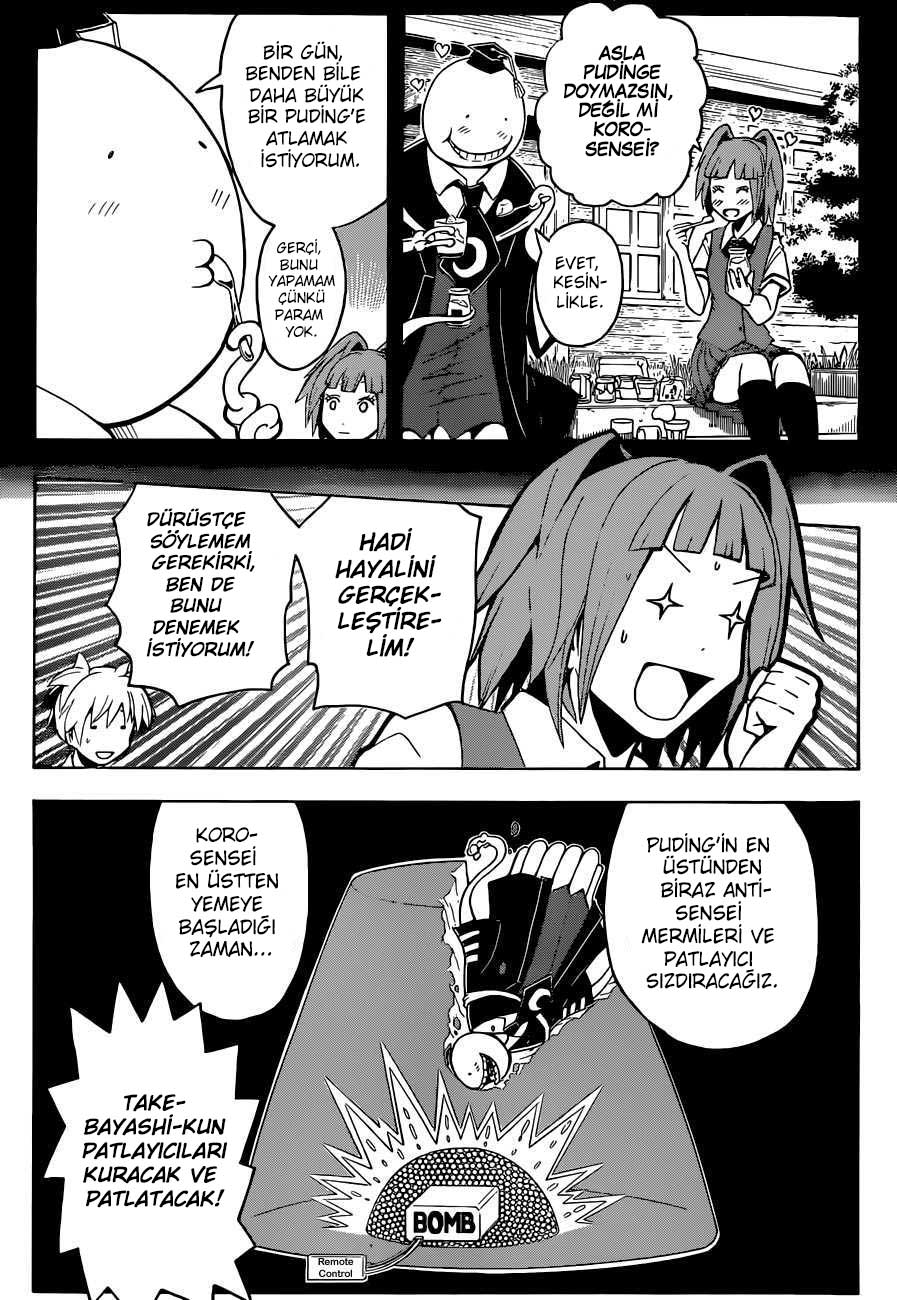 ASLA
PUDİNGE
DOYMAZSIN,
DEĞİL Mİ
KORO-
SENSEİ?
EVET,
KESİN-
LİKLE.
BİR GÜN,
BENDEN BİLE
DAHA BÜYÜK
BİR PUDİNG'E
ATLAMAK
İSTİYORUM.
GERÇİ,
BUNU
YAPAMAM
ÇÜNKÜ
PARAM
YOK.
HADİ
HAYALİNİ
GERÇEK-
LEŞTİRE-
LİM!
DÜRÜSTÇE
SÖYLEMEM
GEREKİRKİ,
BEN DE
BUNU
DENEMEK
İSTİYORUM!
PUDİNG'İN EN
ÜSTÜNDEN
BİRAZ ANTİ-
SENSEİ
MERMİLERİ VE
PATLAYICI
SIZDIRACAĞIZ.
KORO-
SENSEİ
EN ÜSTTEN
YEMEYE
BAŞLADIĞI
ZAMAN...
TAKE-
BAYASHİ-KUN
PATLAYICILARI
KURACAK VE
PATLATACAK!
BOMB
Remote
Control